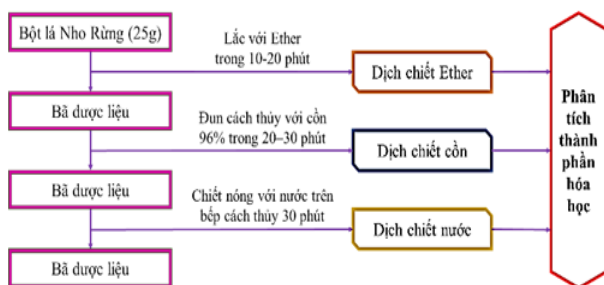 Bột lá Nho Rừng (25g)
Lắc với Ether
trong 10-20 phút
Dịch chiết Ether
Bã dược liệu
Đun cách thủy với cồn
96% trong 20–30 phút
Dịch chiết cồn
Bã dược liệu
Chiết nóng với nước trên
bếp cách thủy 30 phút
Dịch chiết nước
Bã dược liệu
Phân
tích
thành
phần
hóa
học